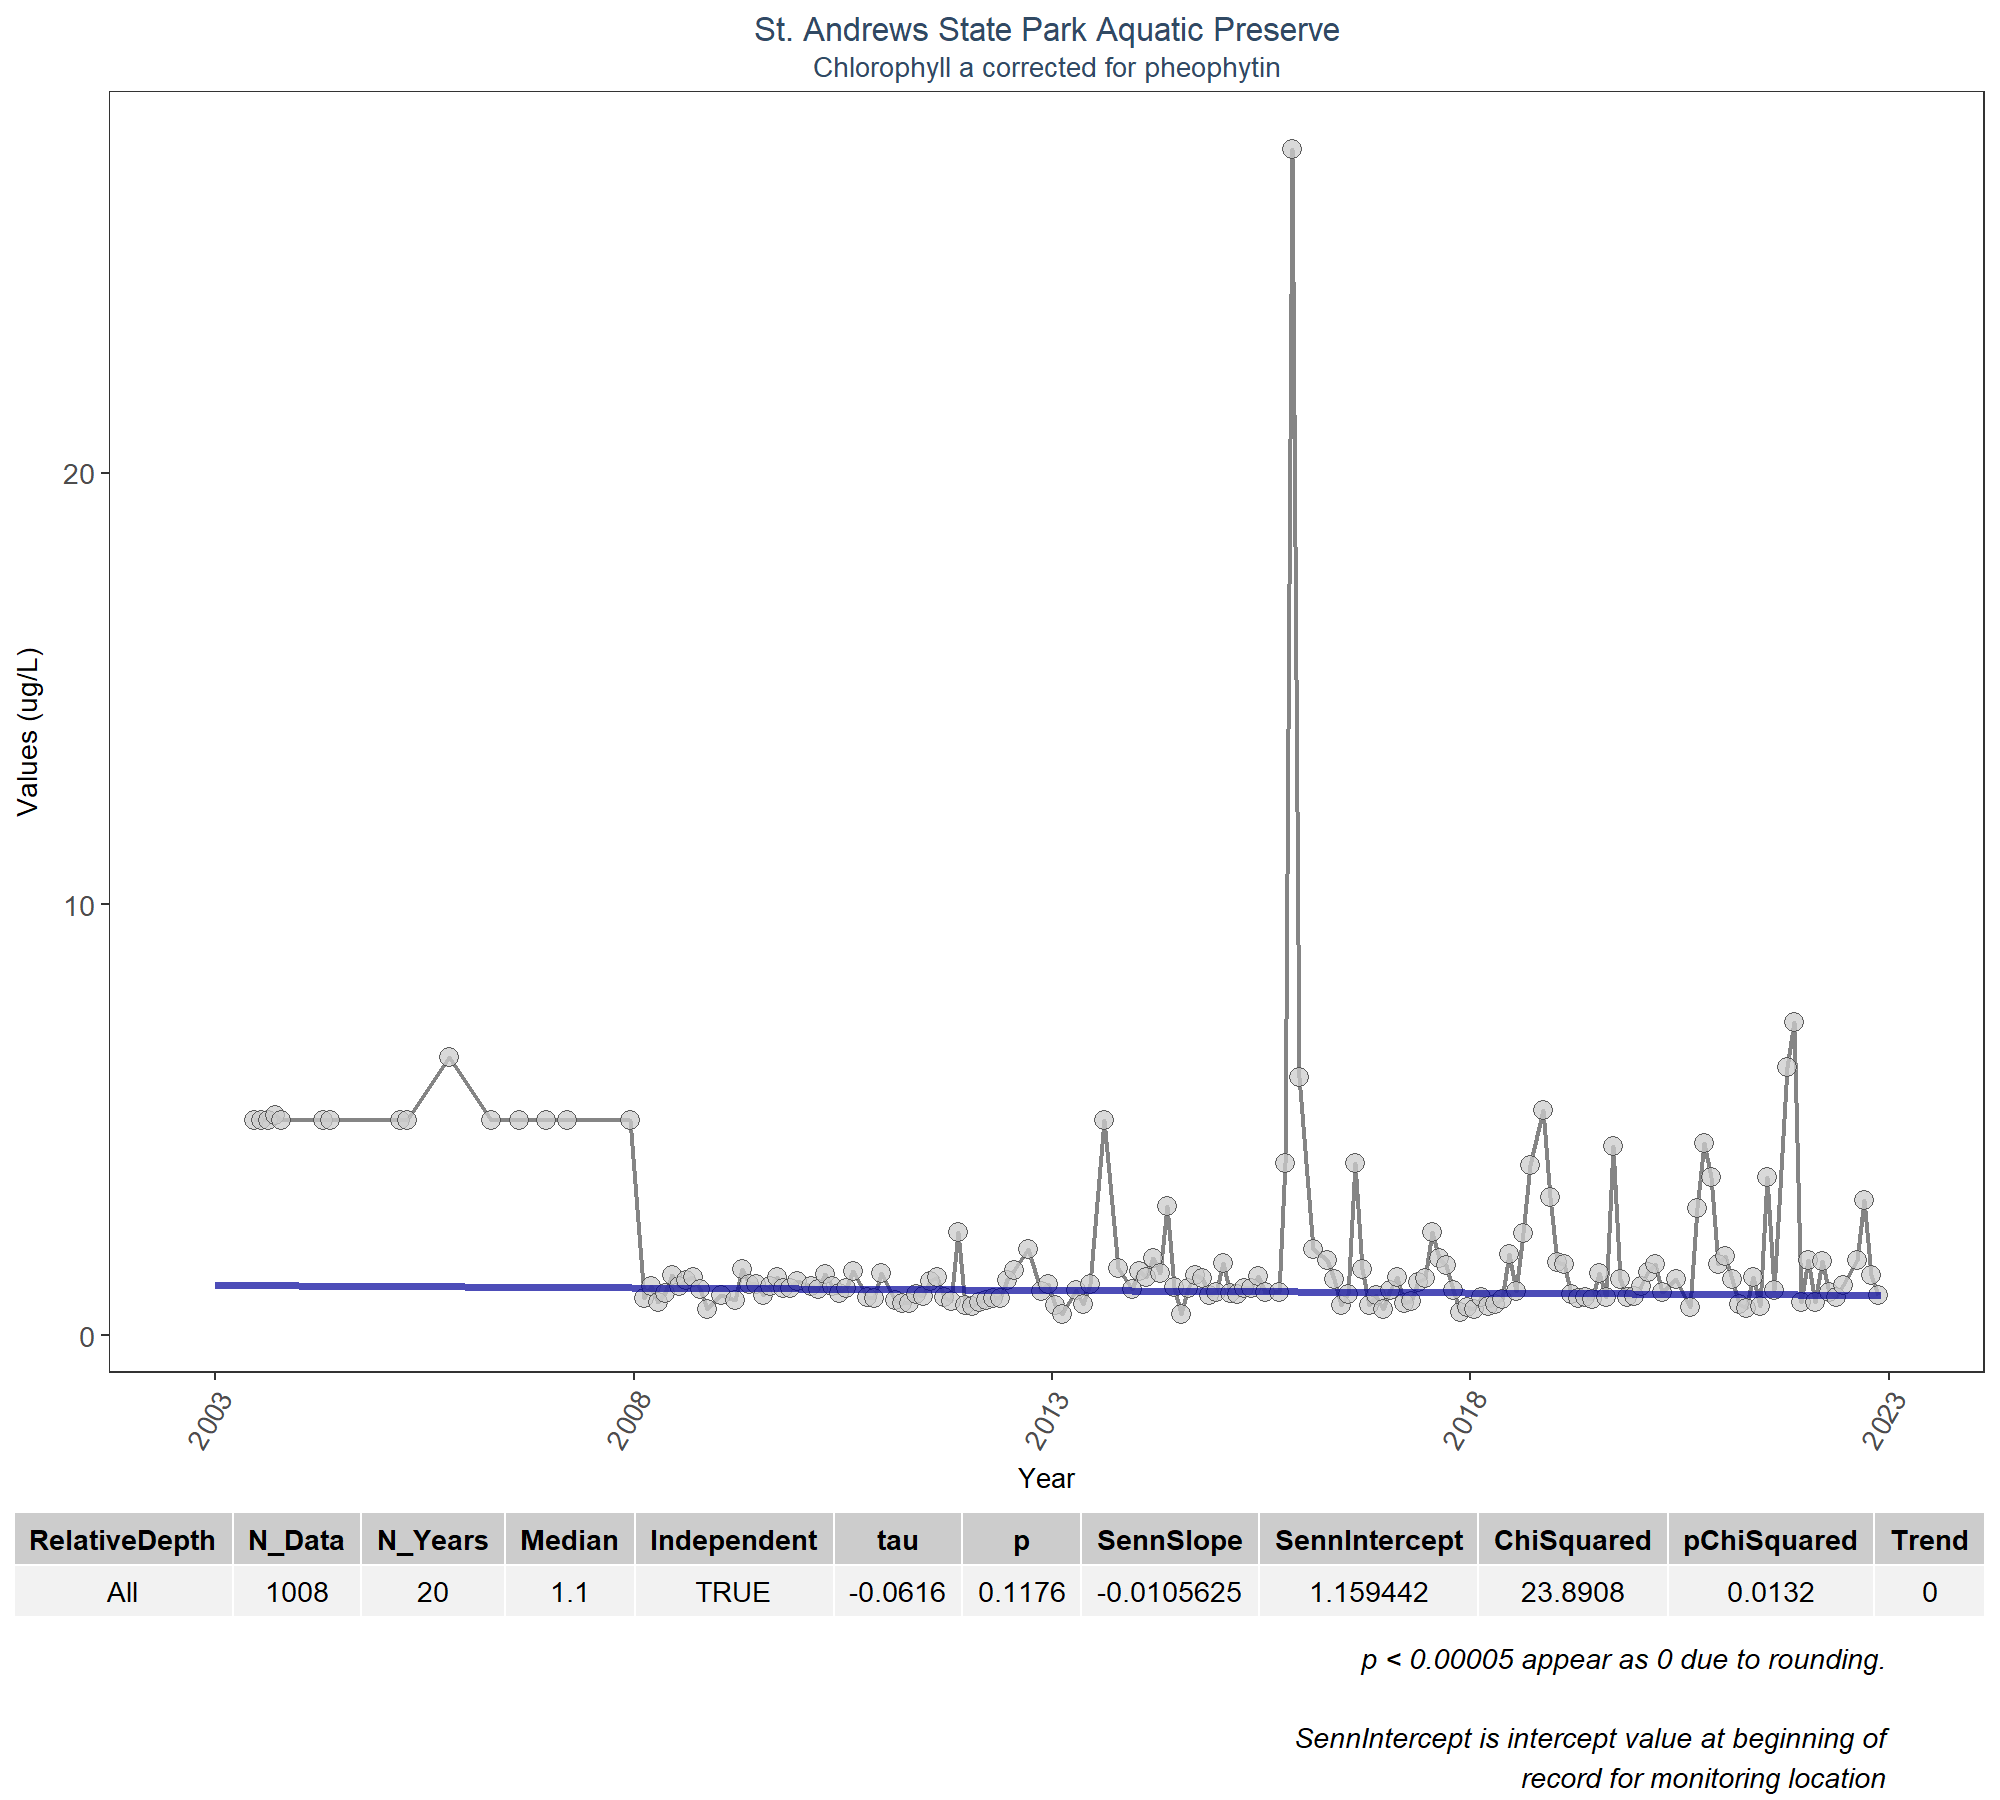 St. Andrews State Park Aquatic Preserve
Chlorophyll a corrected for pheophytin
Values (ug/L)
20
10
0
2003
2008
2013
2018
2023
Year
RelativeDepth N_Data N_Years Median Independent tau p SennSlope SennIntercept ChiSquared pChiSquared Trend
All 1008 20 1.1 TRUE -0.0616 0.1176 -0.0105625 1.159442 23.8908 0.0132 0
p < 0.00005 appear as 0 due to rounding.
SennIntercept is intercept value at beginning of
record for monitoring location